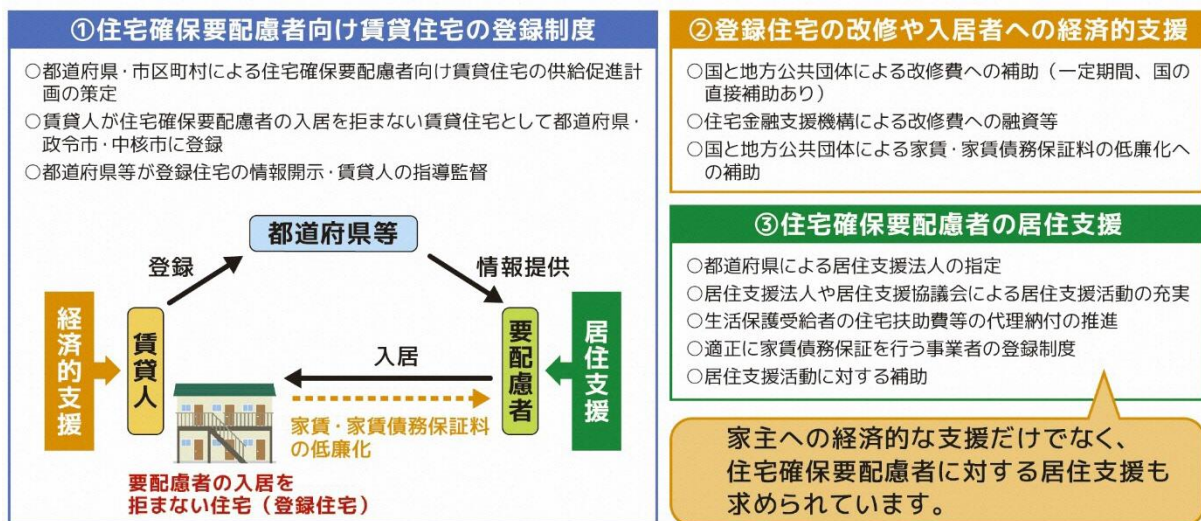 ①住宅確保要配慮者向け賃貸住宅の登録制度
○都道府県・市区町村による住宅確保要配慮者向け賃貸住宅の供給促進計
画の策定
○賃貸人が住宅確保要配慮者の入居を拒まない賃貸住宅として都道府県・
政令市・中核市に登録
○都道府県等が登録住宅の情報開示・賃貸人の指導監督
都道府県等
登録
情報提供
経済的支援
賃貸人
入居
要配慮者
居住支援
家賃・家賃債務保証料
の低廉化
要配慮者の入居を
拒まない住宅（登録住宅）
②登録住宅の改修や入居者への経済的支援
○国と地方公共団体による改修費への補助（一定期間、国の
直接補助あり）
○住宅金融支援機構による改修費への融資等
○国と地方公共団体による家賃・家賃債務保証料の低廉化へ
の補助
③住宅確保要配慮者の居住支援
○都道府県による居住支援法人の指定
○居住支援法人や居住支援協議会による居住支援活動の充実
○生活保護受給者の住宅扶助費等の代理納付の推進
○適正に家賃債務保証を行う事業者の登録制度
○居住支援活動に対する補助
家主への経済的な支援だけでなく、
住宅確保要配慮者に対する居住支援も
求められています。